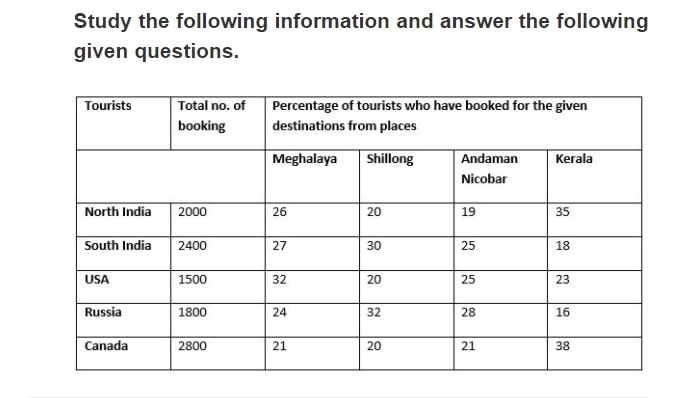 Study the following information and answer the following
given questions.
Tourists Total no. of Percentage of tourists who have booked for the given
booking destinations from places
Meghalaya Shillong Andaman Kerala
Nicobar
North India 2000 26 20 19 35
South India 2400 27 30 25 18
USA 1500 32 20 25 23
Russia 1800 24 32 28 16
Canada 2800 21 20 21 38